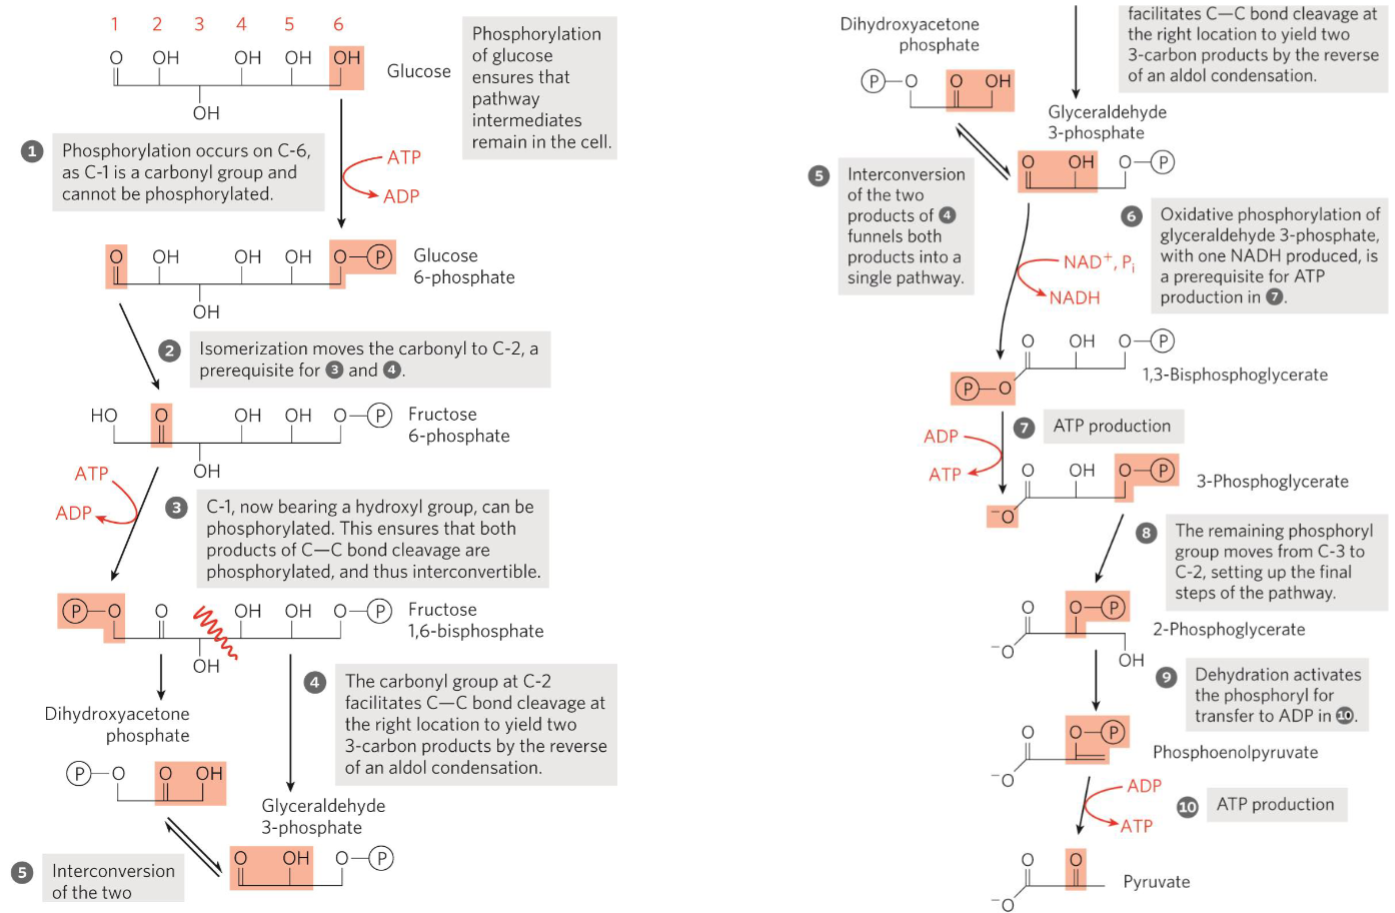 1 2 3 4 5 6
O OH OH OH OH
Glucose
OH
Phosphorylation
of glucose
ensures that
pathway
intermediates
remain in the cell.
1 Phosphorylation occurs on C-6,
as C-1 is a carbonyl group and
cannot be phosphorylated.
ATP
ADP
O OH OH OH O—P
OH
Glucose
6-phosphate
2 Isomerization moves the carbonyl to C-2, a
prerequisite for 3 and 4.
HO O OH OH O—P
OH
Fructose
6-phosphate
ATP
ADP
3 C-1, now bearing a hydroxyl group, can be
phosphorylated. This ensures that both
products of C—C bond cleavage are
phosphorylated, and thus interconvertible.
P—O O OH OH O—P
OH
Fructose
1,6-bisphosphate
4 The carbonyl group at C-2
facilitates C—C bond cleavage at
the right location to yield two
3-carbon products by the reverse
of an aldol condensation.
Dihydroxyacetone
phosphate
P—O O OH
Glyceraldehyde
3-phosphate
O OH O—P
5 Interconversion
of the two
facilitates C—C bond cleavage at
the right location to yield two
3-carbon products by the reverse
of an aldol condensation.
Dihydroxyacetone
phosphate
P—O O OH
Glyceraldehyde
3-phosphate
O OH O—P
5 Interconversion
of the two
products of 4
funnels both
products into a
single pathway.
6 Oxidative phosphorylation of
glyceraldehyde 3-phosphate,
with one NADH produced, is
a prerequisite for ATP
production in 7.
NAD+, Pi
NADH
O OH O—P
P—O
1,3-Bisphosphoglycerate
7 ATP production
ADP
ATP
O OH O—P
−O
3-Phosphoglycerate
8 The remaining phosphoryl
group moves from C-3 to
C-2, setting up the final
steps of the pathway.
O O—P
−O OH
2-Phosphoglycerate
9 Dehydration activates
the phosphoryl for
transfer to ADP in 10.
O O—P
−O
Phosphoenolpyruvate
ADP
ATP
10 ATP production
O O
−O
Pyruvate